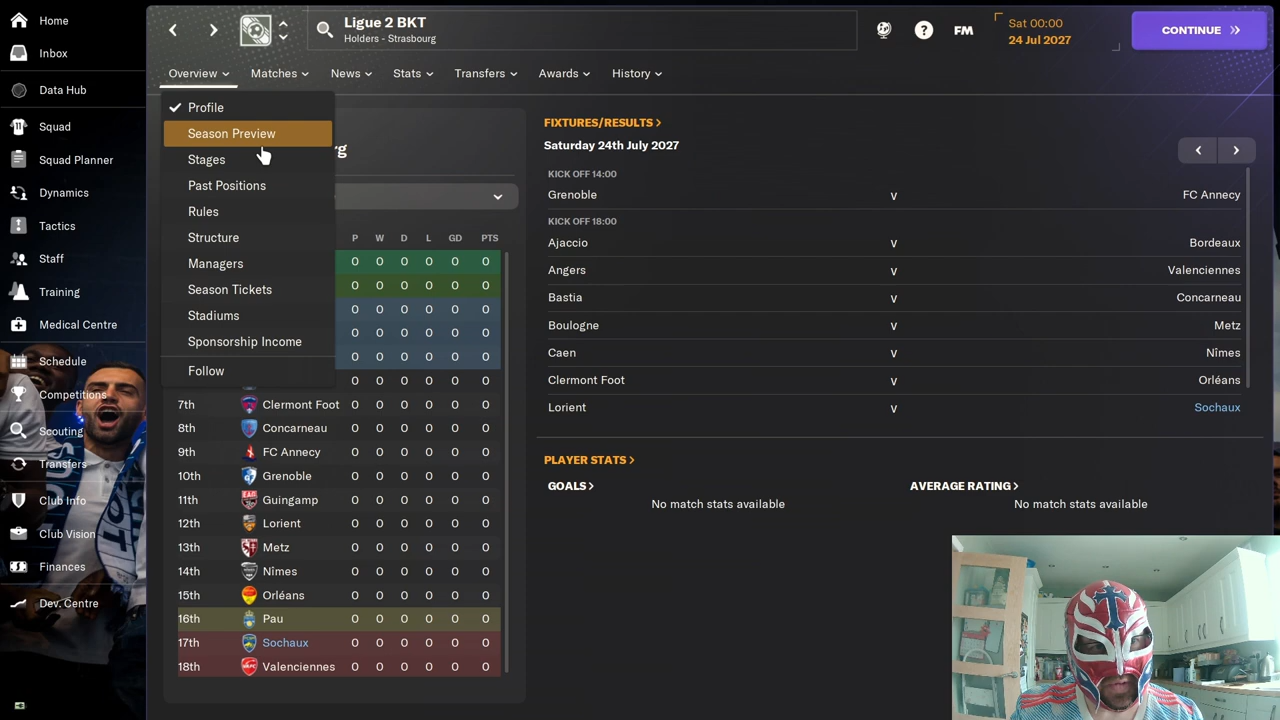 Home
Inbox
Data Hub
Squad
Squad Planner
Dynamics
Tactics
Staff
Training
Medical Centre
Schedule
Competitions
Scouting
Transfers
Club Info
Club Vision
Finances
Dev. Centre
Ligue 2 BKT
Holders - Strasbourg
?
FM
Sat 00:00
24 Jul 2027
CONTINUE
Overview
Matches
News
Stats
Transfers
Awards
History
Profile
Season Preview
Stages
Past Positions
Rules
Structure
Managers
Season Tickets
Stadiums
Sponsorship Income
Follow
P W D L GD PTS
0 0 0 0 0 0
0 0 0 0 0 0
0 0 0 0 0 0
0 0 0 0 0 0
0 0 0 0 0 0
0 0 0 0 0 0
7th Clermont Foot 0 0 0 0 0 0
8th Concarneau 0 0 0 0 0 0
9th FC Annecy 0 0 0 0 0 0
10th Grenoble 0 0 0 0 0 0
11th Guingamp 0 0 0 0 0 0
12th Lorient 0 0 0 0 0 0
13th Metz 0 0 0 0 0 0
14th Nîmes 0 0 0 0 0 0
15th Orléans 0 0 0 0 0 0
16th Pau 0 0 0 0 0 0
17th Sochaux 0 0 0 0 0 0
18th Valenciennes 0 0 0 0 0 0
FIXTURES/RESULTS >
Saturday 24th July 2027
KICK OFF 14:00
Grenoble v FC Annecy
KICK OFF 18:00
Ajaccio v Bordeaux
Angers v Valenciennes
Bastia v Concarneau
Boulogne v Metz
Caen v Nîmes
Clermont Foot v Orléans
Lorient v Sochaux
PLAYER STATS >
GOALS >
No match stats available
AVERAGE RATING >
No match stats available